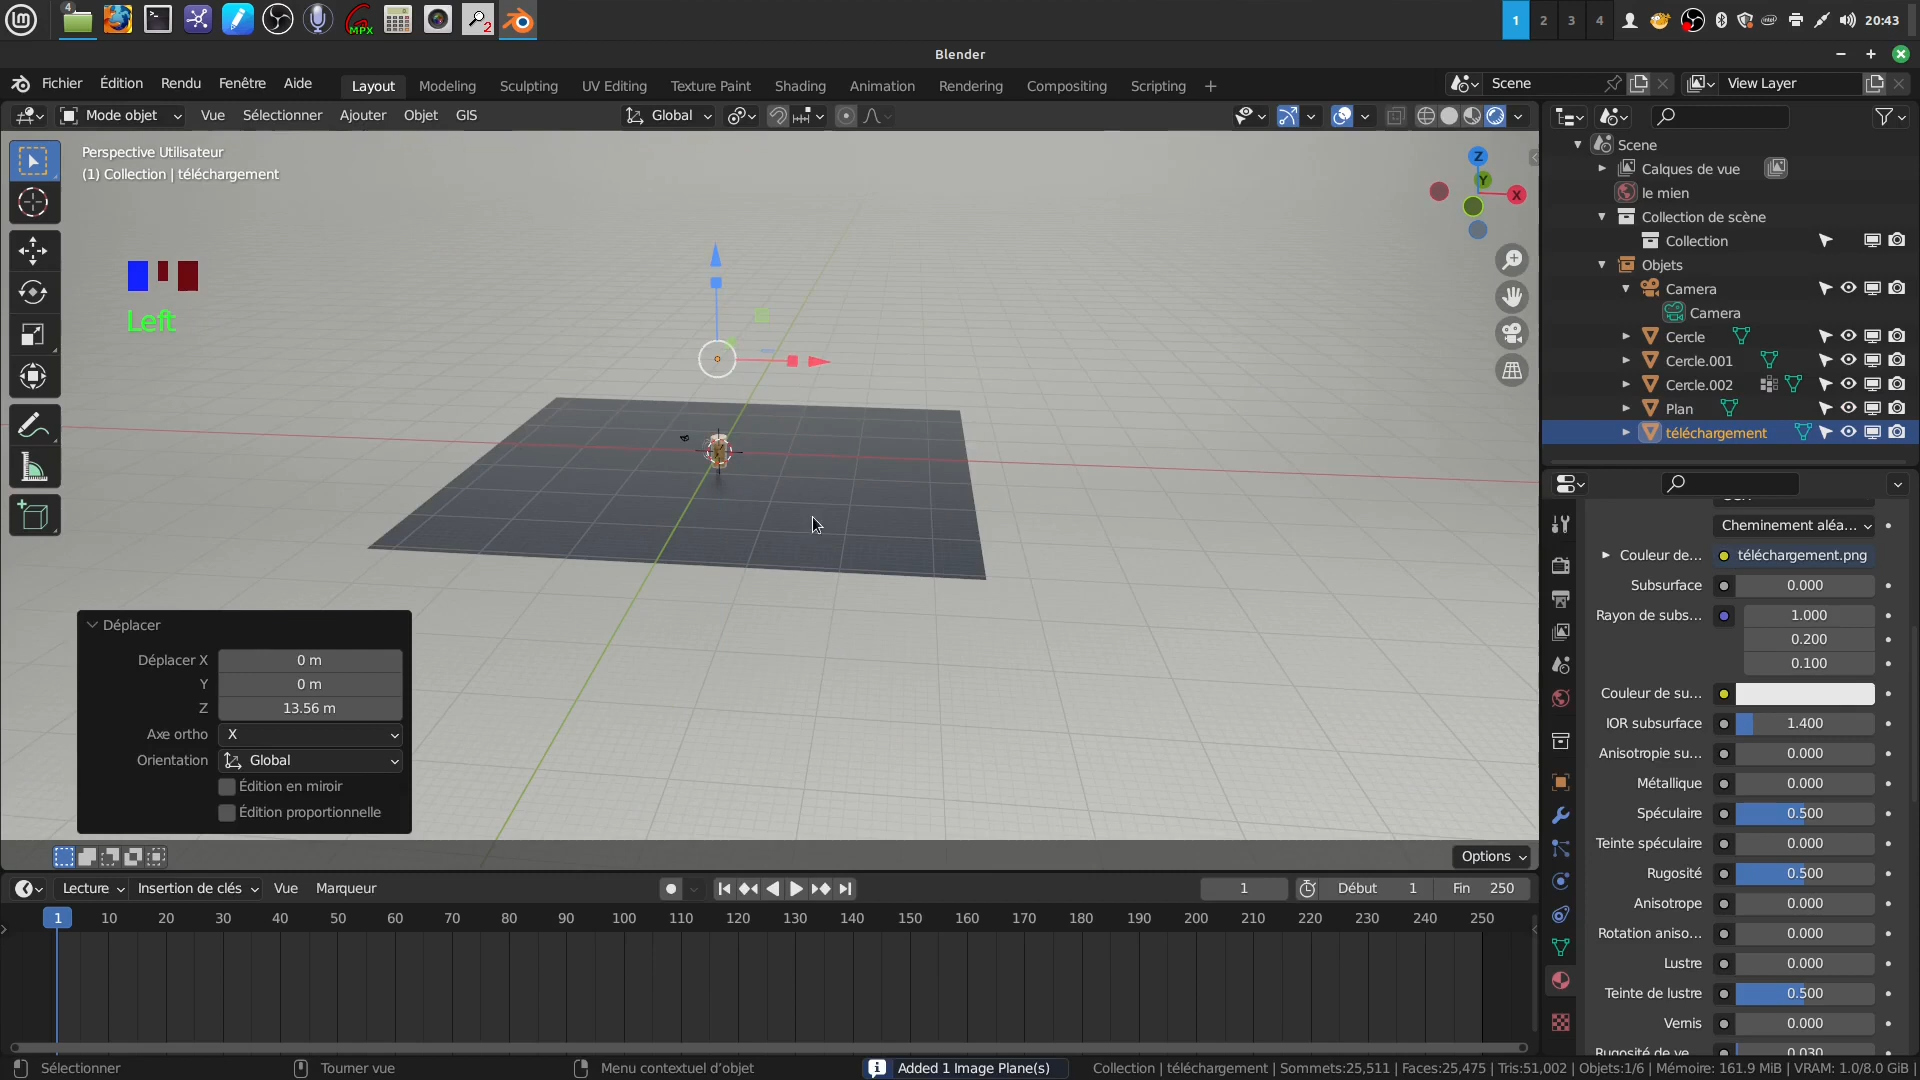 4
MPX
2
1
2
3
4
20:43
Blender
Fichier Édition Rendu Fenêtre Aide
Layout Modeling Sculpting UV Editing Texture Paint Shading Animation Rendering Compositing Scripting +
Scene
View Layer
Mode objet Vue Sélectionner Ajouter Objet GIS
Global
Perspective Utilisateur
(1) Collection | téléchargement
Left
Z
Y
X
Scene
Calques de vue
le mien
Collection de scène
Collection
Objets
Camera
Camera
Cercle
Cercle.001
Cercle.002
Plan
téléchargement
Cheminement aléa...
Couleur de... téléchargement.png
Subsurface 0.000
Rayon de subs... 1.000
0.200
0.100
Couleur de su...
IOR subsurface 1.400
Anisotropie su... 0.000
Métallique 0.000
Spéculaire 0.500
Teinte spéculaire 0.000
Rugosité 0.500
Anisotrope 0.000
Rotation aniso... 0.000
Lustre 0.000
Teinte de lustre 0.500
Vernis 0.000
Rugosité de ve... 0.030
Déplacer
Déplacer X 0 m
Y 0 m
Z 13.56 m
Axe ortho X
Orientation Global
Édition en miroir
Édition proportionnelle
Options
Lecture Insertion de clés Vue Marqueur
1 Début 1 Fin 250
1 10 20 30 40 50 60 70 80 90 100 110 120 130 140 150 160 170 180 190 200 210 220 230 240 250
Sélectionner Tourner vue Menu contextuel d'objet
Added 1 Image Plane(s)
Collection | téléchargement | Sommets:25,511 | Faces:25,475 | Tris:51,002 | Objets:1/6 | Mémoire: 161.9 MiB | VRAM: 1.0/8.0 GiB |